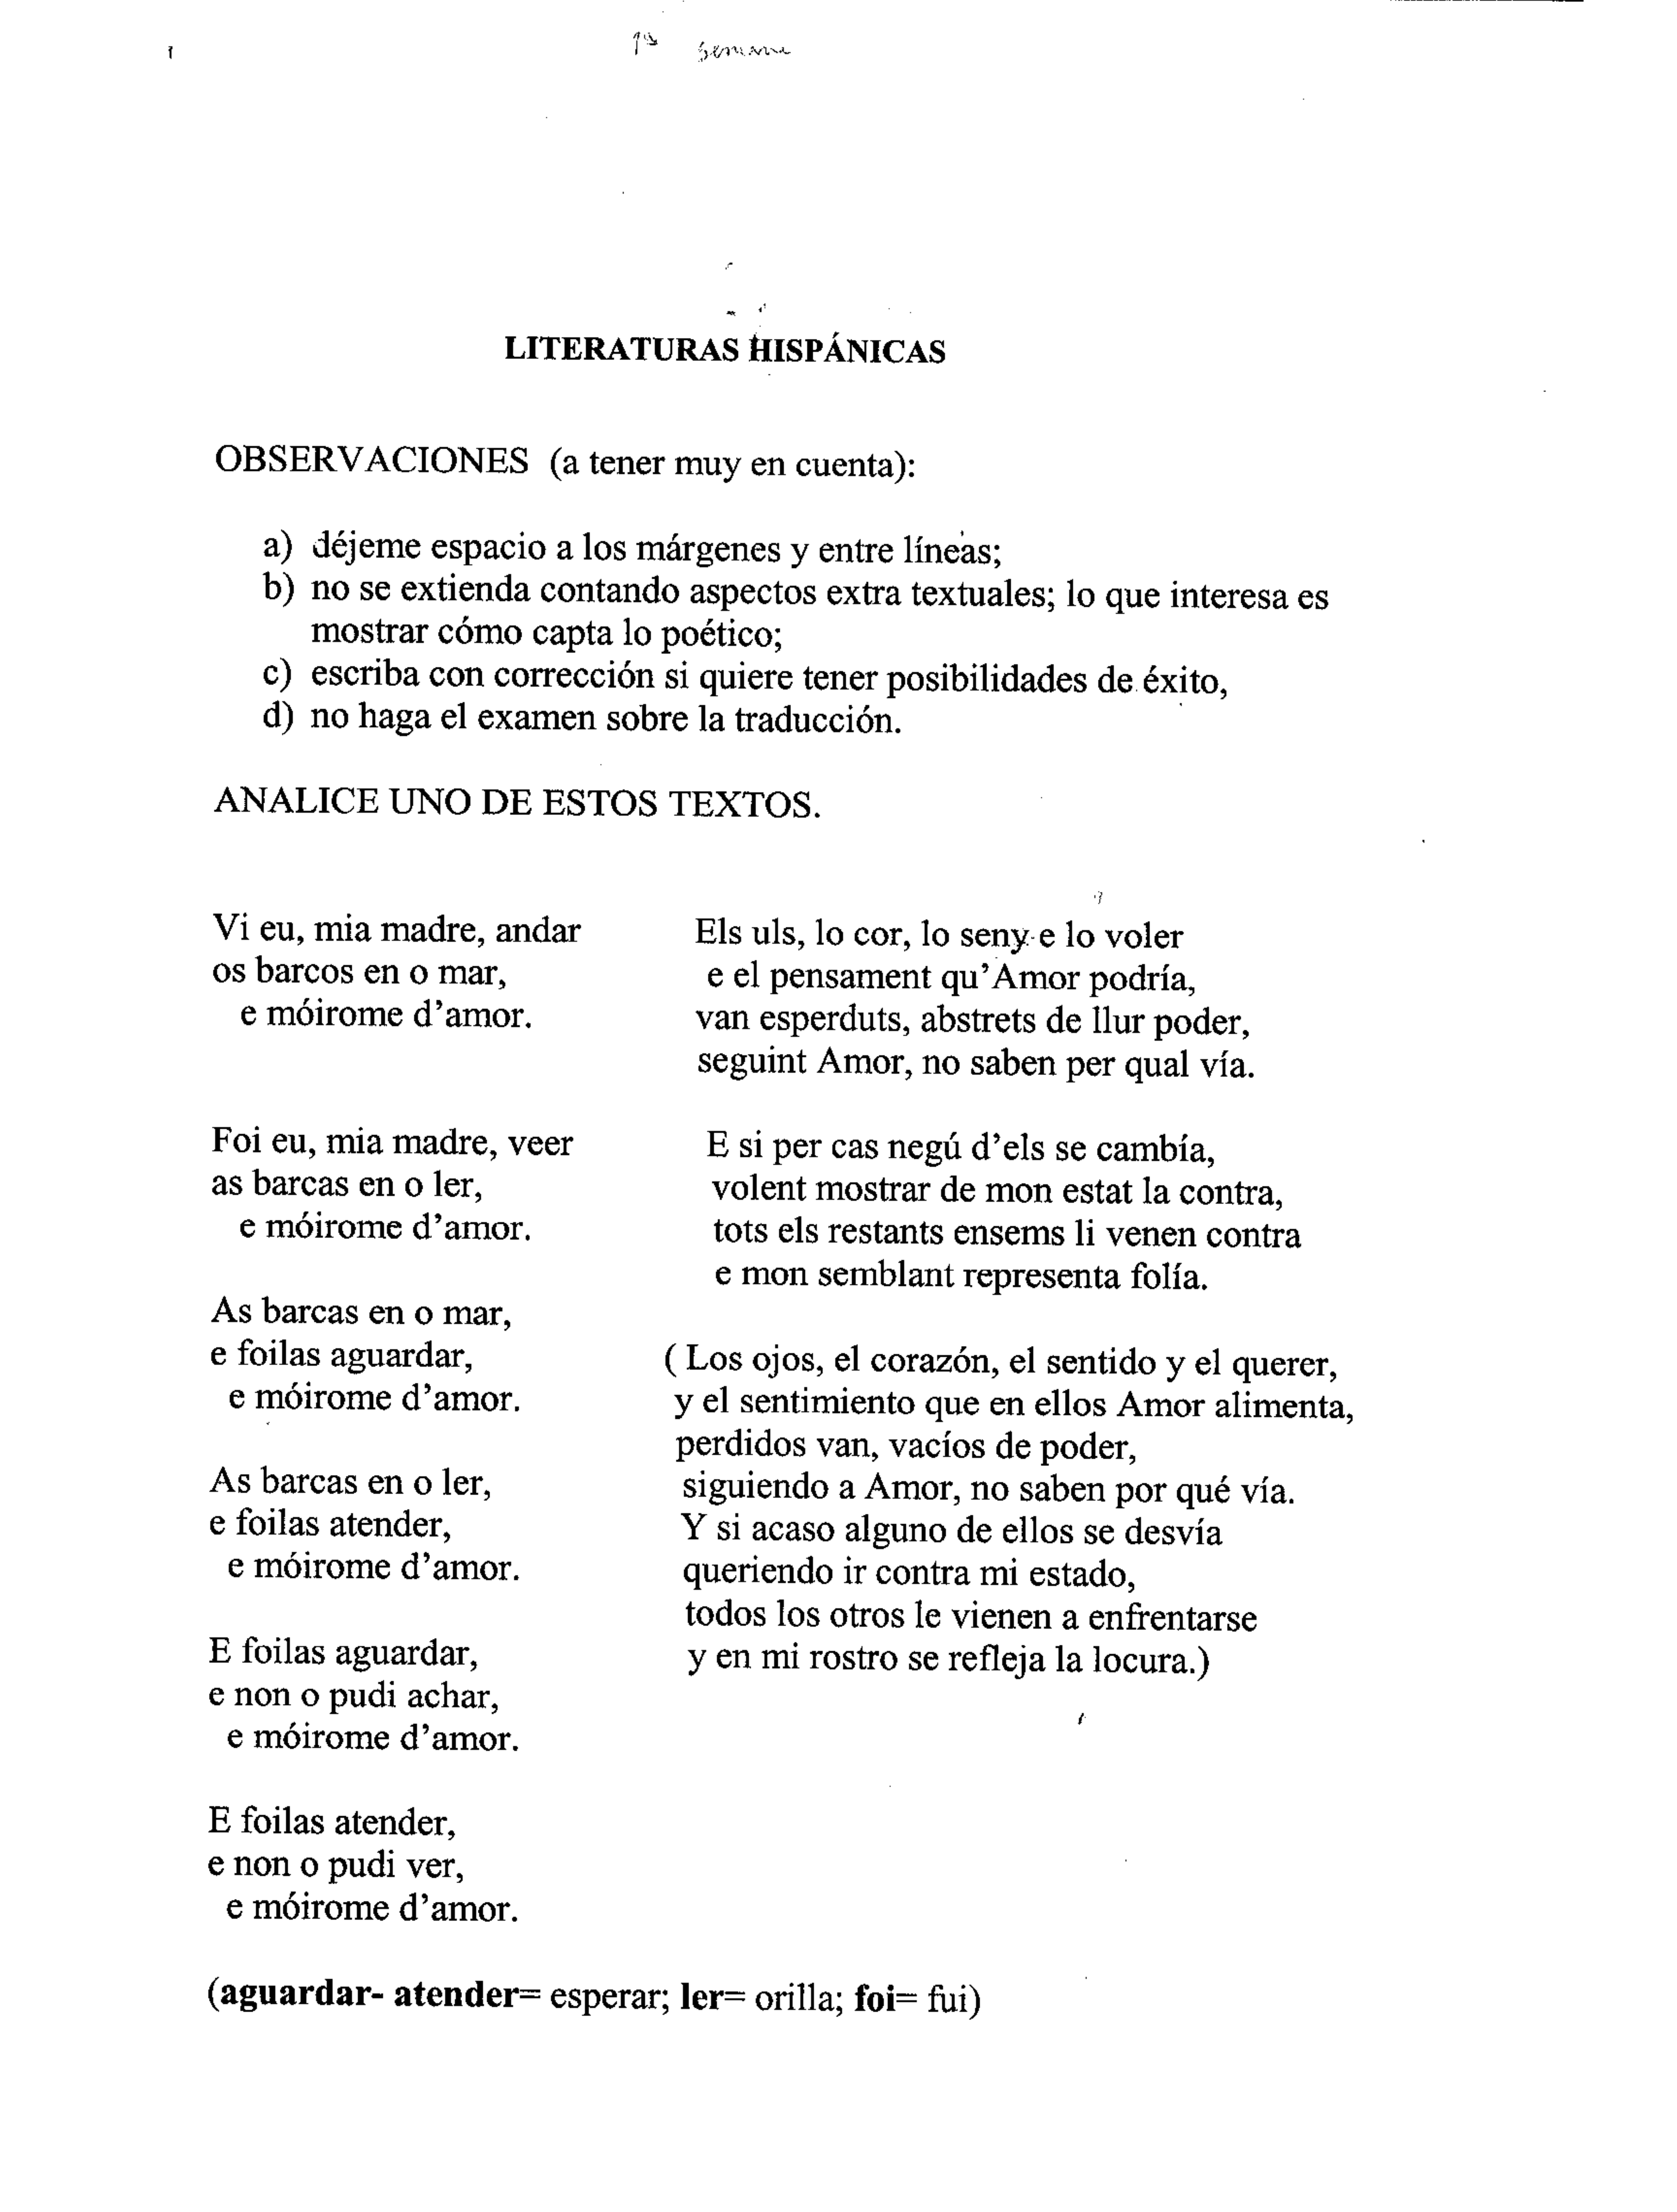 1ª semana
LITERATURAS HISPÁNICAS
OBSERVACIONES (a tener muy en cuenta):
a) déjeme espacio a los márgenes y entre líneas;
b) no se extienda contando aspectos extra textuales; lo que interesa es
mostrar cómo capta lo poético;
c) escriba con corrección si quiere tener posibilidades de éxito,
d) no haga el examen sobre la traducción.
ANALICE UNO DE ESTOS TEXTOS.
Vi eu, mia madre, andar
os barcos en o mar,
e móirome d'amor.
Foi eu, mia madre, veer
as barcas en o ler,
e móirome d'amor.
As barcas en o mar,
e foilas aguardar,
e móirome d'amor.
As barcas en o ler,
e foilas atender,
e móirome d'amor.
E foilas aguardar,
e non o pudi achar,
e móirome d'amor.
E foilas atender,
e non o pudi ver,
e móirome d'amor.
(aguardar- atender= esperar; ler= orilla; foi= fui)
Els uls, lo cor, lo seny e lo voler
e el pensament qu'Amor podría,
van esperduts, abstrets de llur poder,
seguint Amor, no saben per qual vía.
E si per cas negú d'els se cambía,
volent mostrar de mon estat la contra,
tots els restants ensems li venen contra
e mon semblant representa folía.
( Los ojos, el corazón, el sentido y el querer,
y el sentimiento que en ellos Amor alimenta,
perdidos van, vacíos de poder,
siguiendo a Amor, no saben por qué vía.
Y si acaso alguno de ellos se desvía
queriendo ir contra mi estado,
todos los otros le vienen a enfrentarse
y en mi rostro se refleja la locura.)